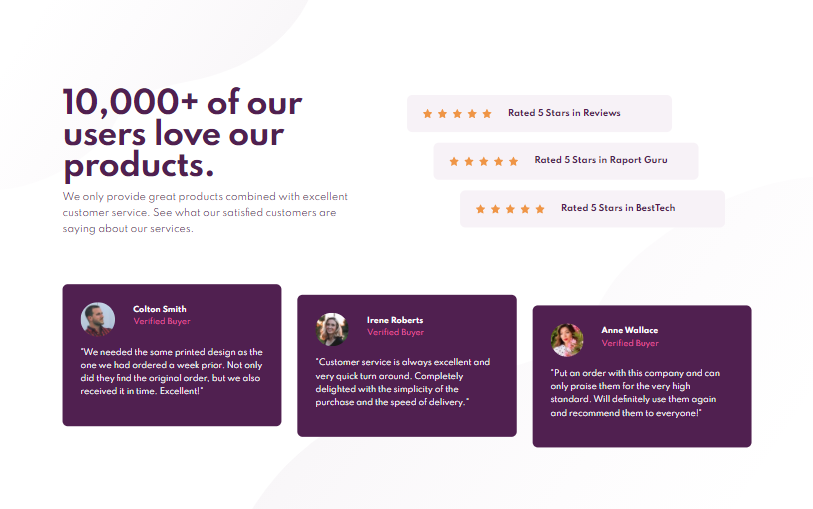 10,000+ of our
users love our
products.
We only provide great products combined with excellent
customer service. See what our satisfied customers are
saying about our services.
Rated 5 Stars in Reviews
Rated 5 Stars in Raport Guru
Rated 5 Stars in BestTech
Colton Smith
Verified Buyer
"We needed the same printed design as the
one we had ordered a week prior. Not only
did they find the original order, but we also
received it in time. Excellent!"
Irene Roberts
Verified Buyer
"Customer service is always excellent and
very quick turn around. Completely
delighted with the simplicity of the
purchase and the speed of delivery."
Anne Wallace
Verified Buyer
"Put an order with this company and can
only praise them for the very high
standard. Will definitely use them again
and recommend them to everyone!"